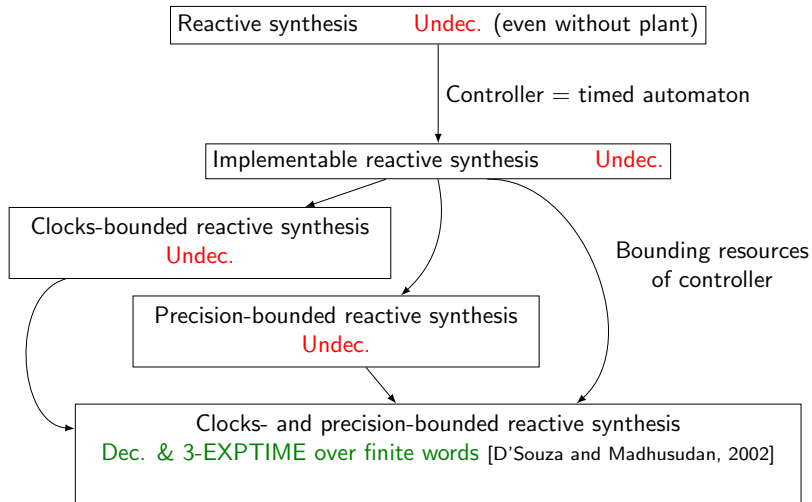 Reactive synthesis Undec. (even without plant)
Controller = timed automaton
Implementable reactive synthesis Undec.
Clocks-bounded reactive synthesis
Undec.
Bounding resources
of controller
Precision-bounded reactive synthesis
Undec.
Clocks- and precision-bounded reactive synthesis
Dec. & 3-EXPTIME over finite words [D'Souza and Madhusudan, 2002]